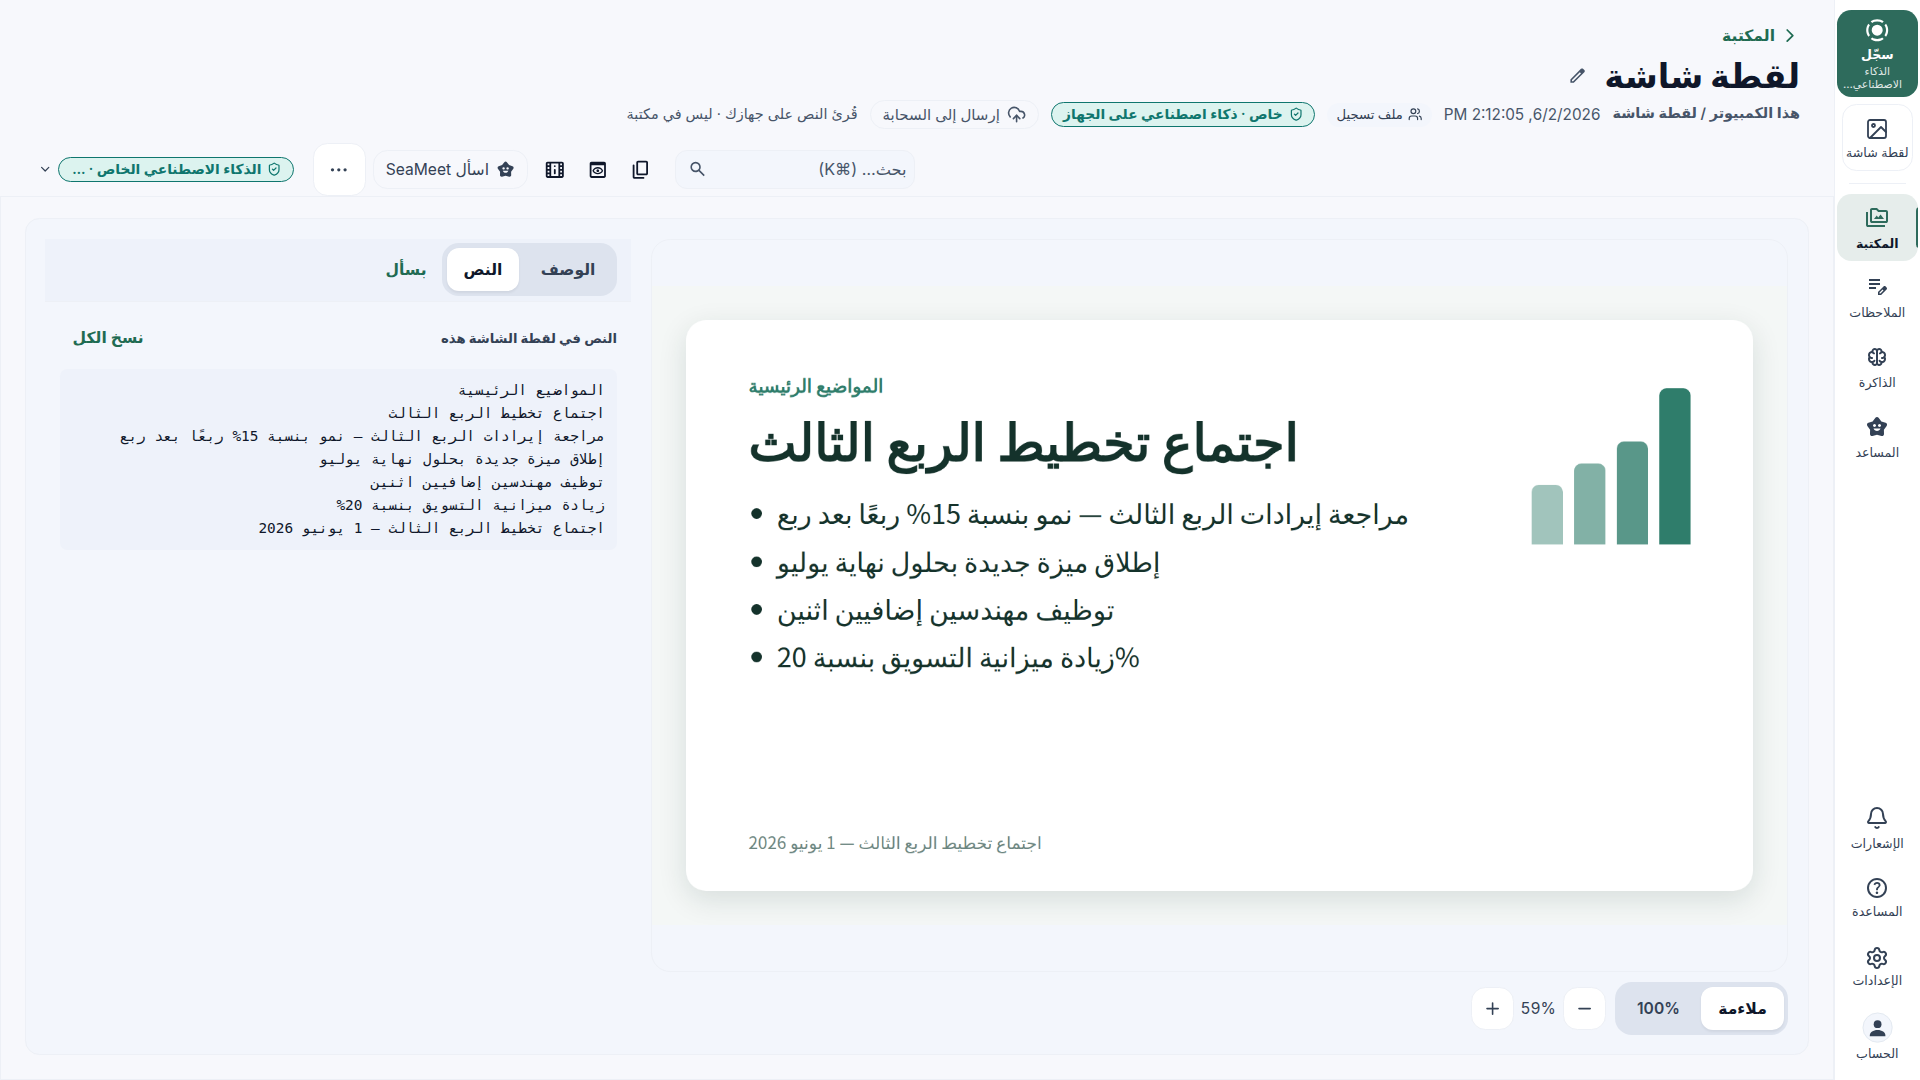 المكتبة
لقطة شاشة
هذا الكمبيوتر / لقطة شاشة
6/2/2026, 2:12:05 PM
ملف تسجيل
خاص · ذكاء اصطناعي على الجهاز
إرسال إلى السحابة
قُرئ النص على جهازك · ليس في مكتبة
بحث... (⌘K)
اسأل SeaMeet
الذكاء الاصطناعي الخاص · ...
سجّل
الذكاء
الاصطناعي...
لقطة شاشة
المكتبة
الملاحظات
الذاكرة
المساعد
الإشعارات
المساعدة
الإعدادات
الحساب
المواضيع الرئيسية
اجتماع تخطيط الربع الثالث
مراجعة إيرادات الربع الثالث — نمو بنسبة 15% ربعًا بعد ربع
إطلاق ميزة جديدة بحلول نهاية يوليو
توظيف مهندسين إضافيين اثنين
زيادة ميزانية التسويق بنسبة 20%
اجتماع تخطيط الربع الثالث — 1 يونيو 2026
ملاءمة
100%
59%
الوصف
النص
بسأل
النص في لقطة الشاشة هذه
نسخ الكل
المواضيع الرئيسية
اجتماع تخطيط الربع الثالث
مراجعة إيرادات الربع الثالث — نمو بنسبة 15% ربعًا بعد ربع
إطلاق ميزة جديدة بحلول نهاية يوليو
توظيف مهندسين إضافيين اثنين
زيادة ميزانية التسويق بنسبة 20%
اجتماع تخطيط الربع الثالث — 1 يونيو 2026